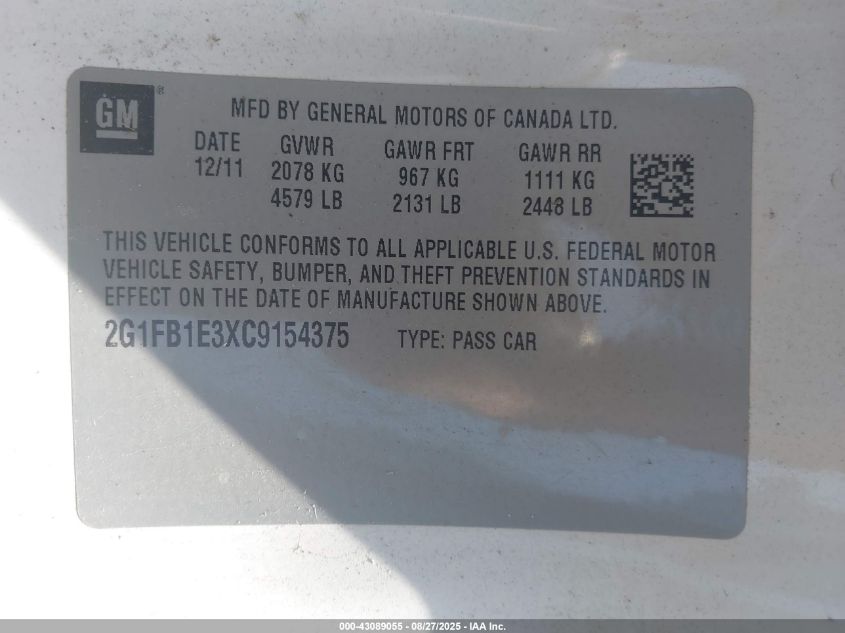 GM ®
MFD BY GENERAL MOTORS OF CANADA LTD.
DATE GVWR GAWR FRT GAWR RR
12/11 2078 KG 967 KG 1111 KG
4579 LB 2131 LB 2448 LB
THIS VEHICLE CONFORMS TO ALL APPLICABLE U.S. FEDERAL MOTOR
VEHICLE SAFETY, BUMPER, AND THEFT PREVENTION STANDARDS IN
EFFECT ON THE DATE OF MANUFACTURE SHOWN ABOVE.
2G1FB1E3XC9154375 TYPE: PASS CAR
000-43089055 - 08/27/2025 - IAA Inc.